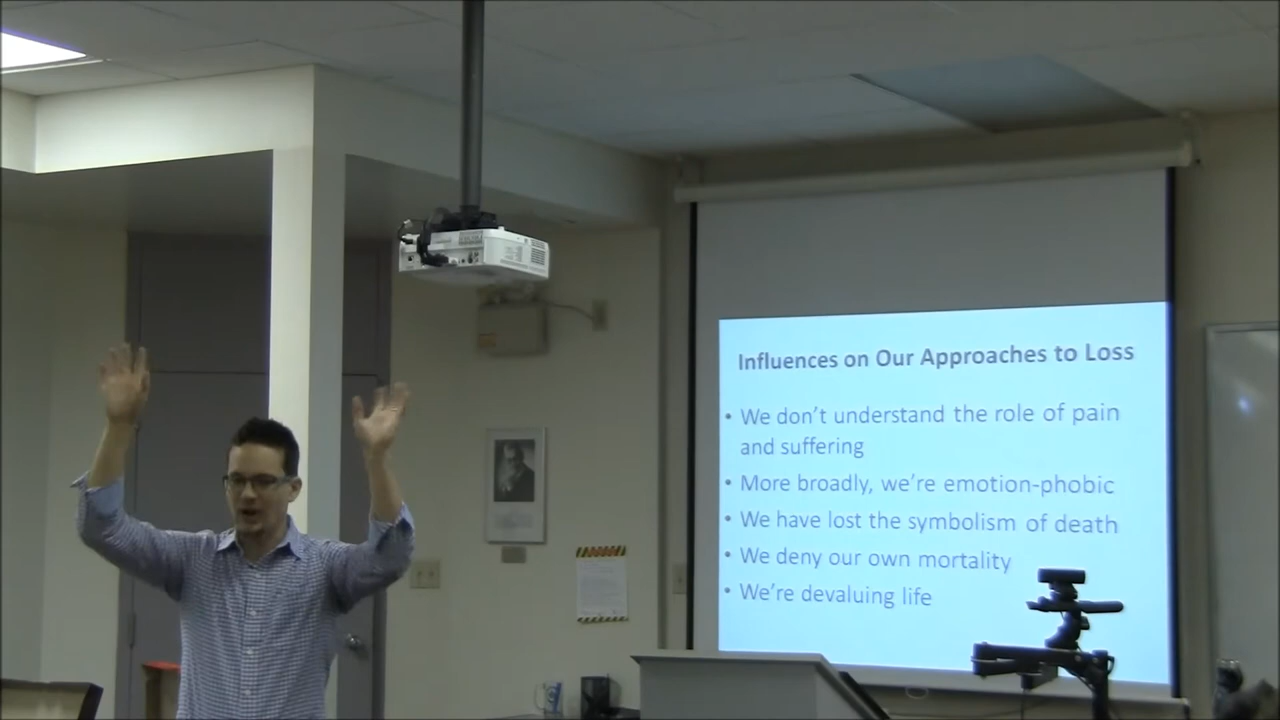 Influences on Our Approaches to Loss
• We don't understand the role of pain
and suffering
• More broadly, we're emotion-phobic
• We have lost the symbolism of death
• We deny our own mortality
• We're devaluing life